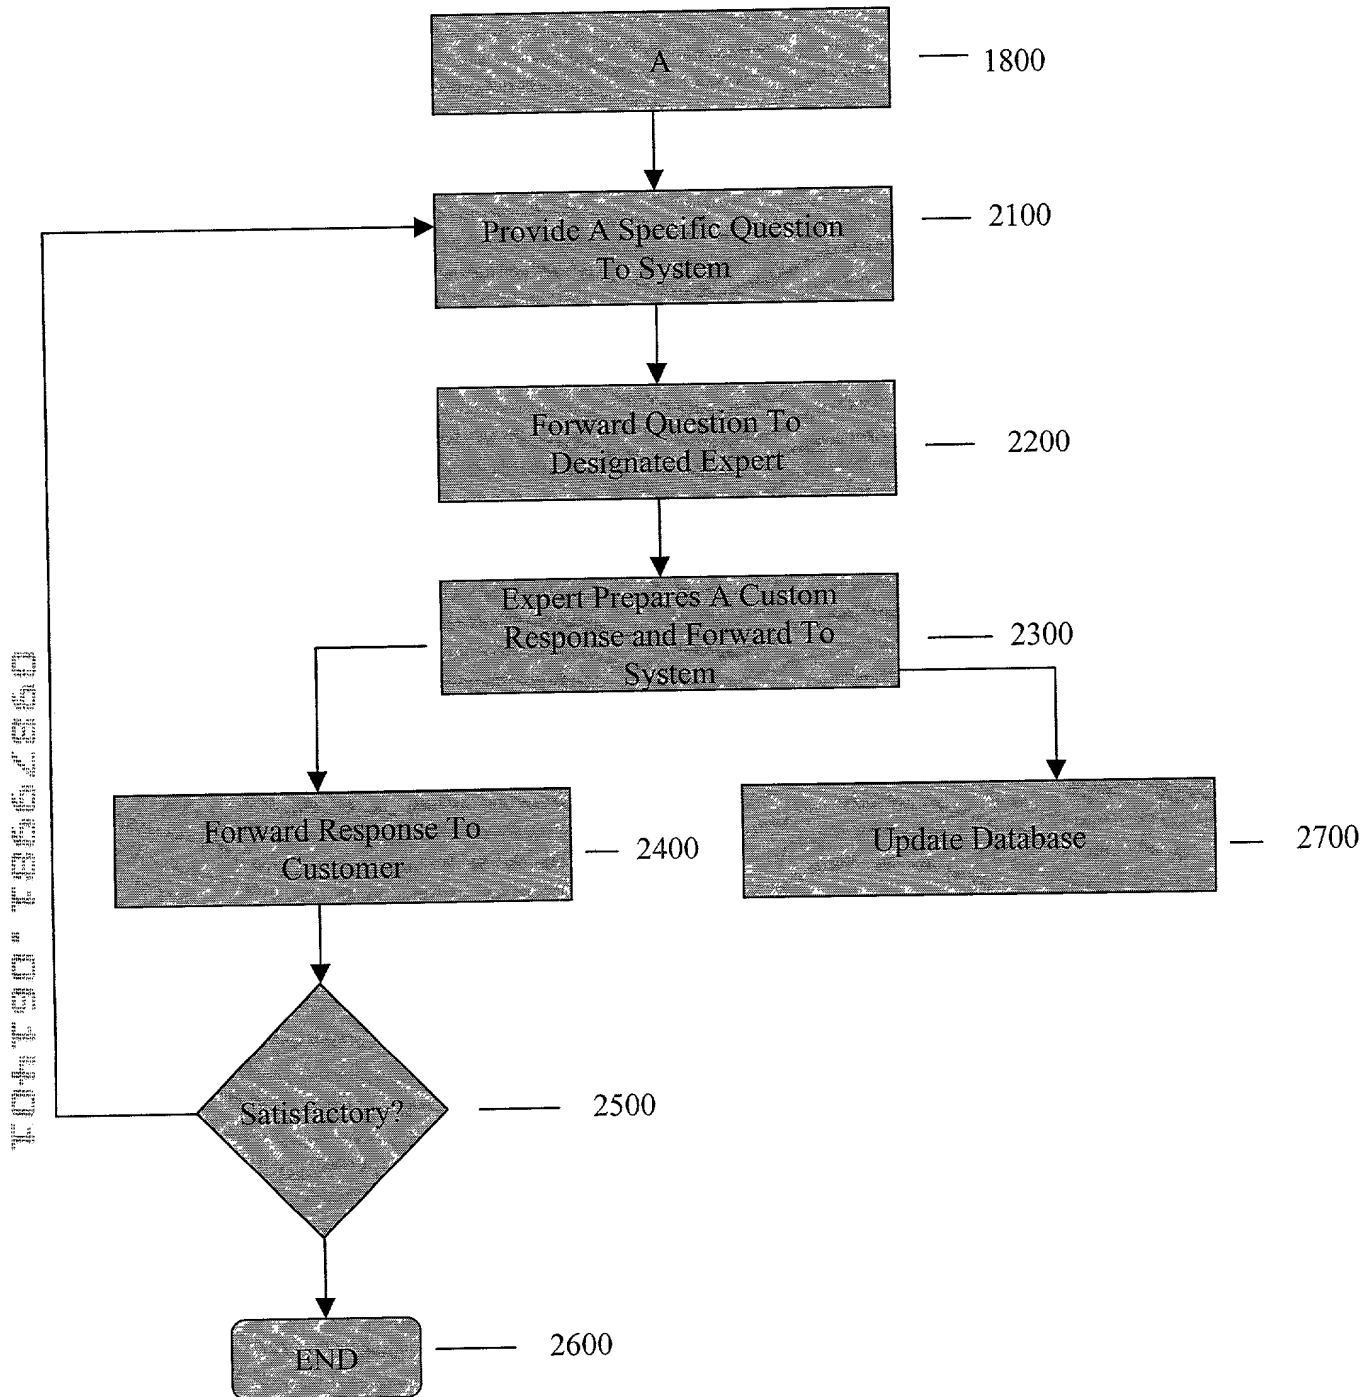 A
1800
Provide A Specific Question
To System
2100
Forward Question To
Designated Expert
2200
Expert Prepares A Custom
Response and Forward To
System
2300
Forward Response To
Customer
2400
Update Database
2700
Satisfactory?
2500
END
2600